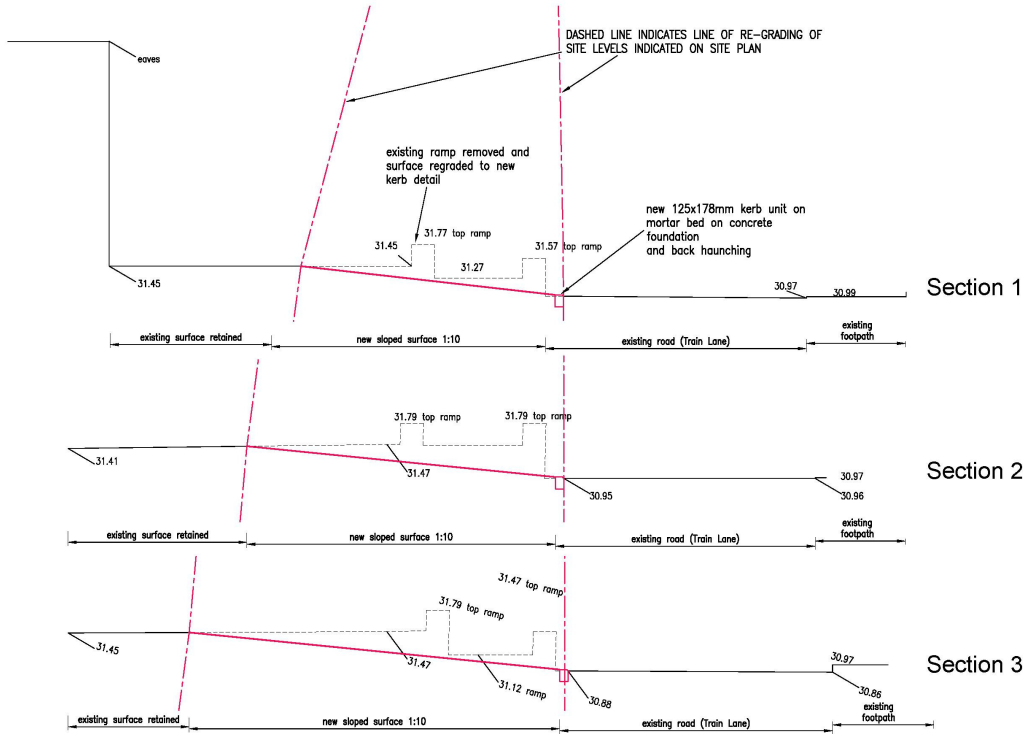 DASHED LINE INDICATES LINE OF RE-GRADING OF
SITE LEVELS INDICATED ON SITE PLAN
eaves
existing ramp removed and
surface regraded to new
kerb detail
new 125x178mm kerb unit on
mortar bed on concrete
foundation
and back haunching
31.77 top ramp
31.45
31.57 top ramp
31.27
31.45
30.97
30.99
Section 1
existing surface retained
new sloped surface 1:10
existing road (Train Lane)
existing
footpath
31.79 top ramp
31.79 top ramp
31.41
31.47
30.95
30.97
30.96
Section 2
existing surface retained
new sloped surface 1:10
existing road (Train Lane)
existing
footpath
31.47 top ramp
31.79 top
ramp
31.45
31.47
31.12 ramp
30.88
30.97
30.86
Section 3
existing surface retained
new sloped surface 1:10
existing road (Train Lane)
existing
footpath